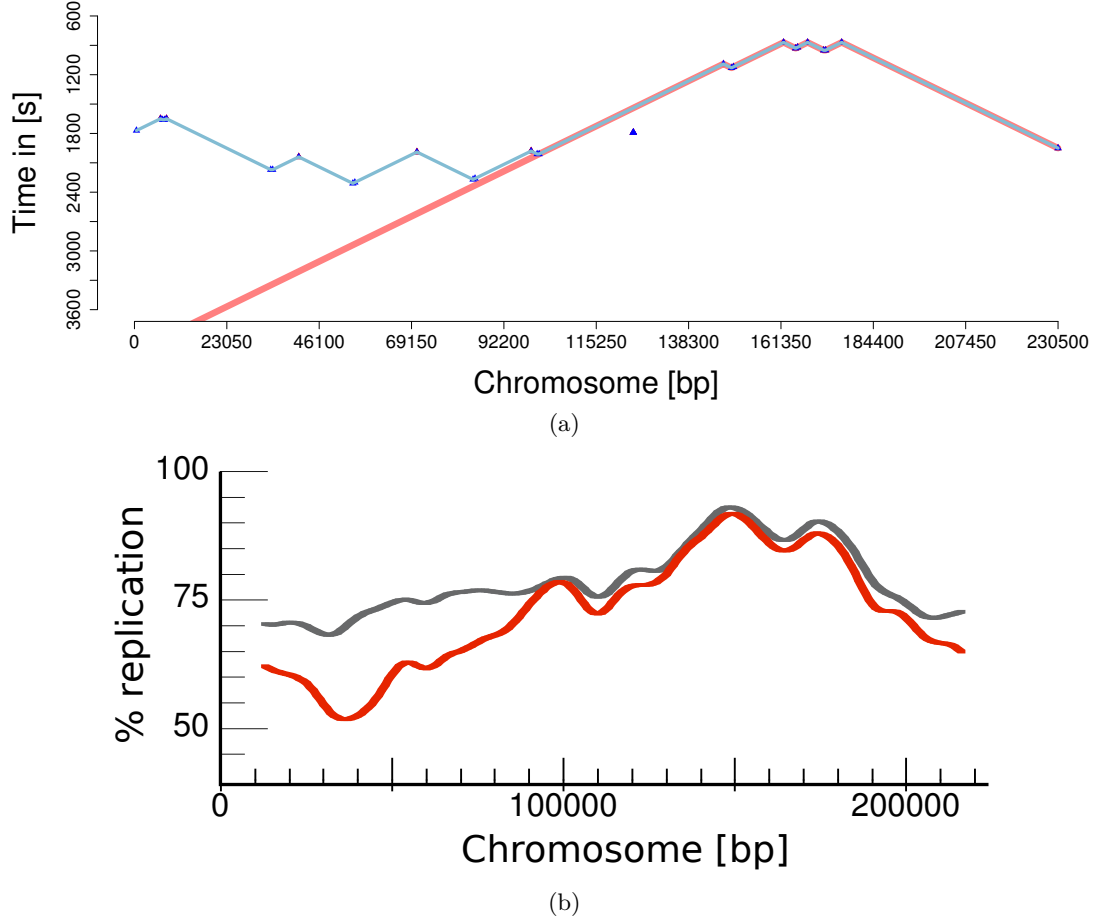 Time in [s]
600
1200
1800
2400
3000
3600
0 23050 46100 69150 92200 115250 138300 161350 184400 207450 230500
Chromosome [bp]
(a)
% replication
100
75
50
0 100000 200000
Chromosome [bp]
(b)